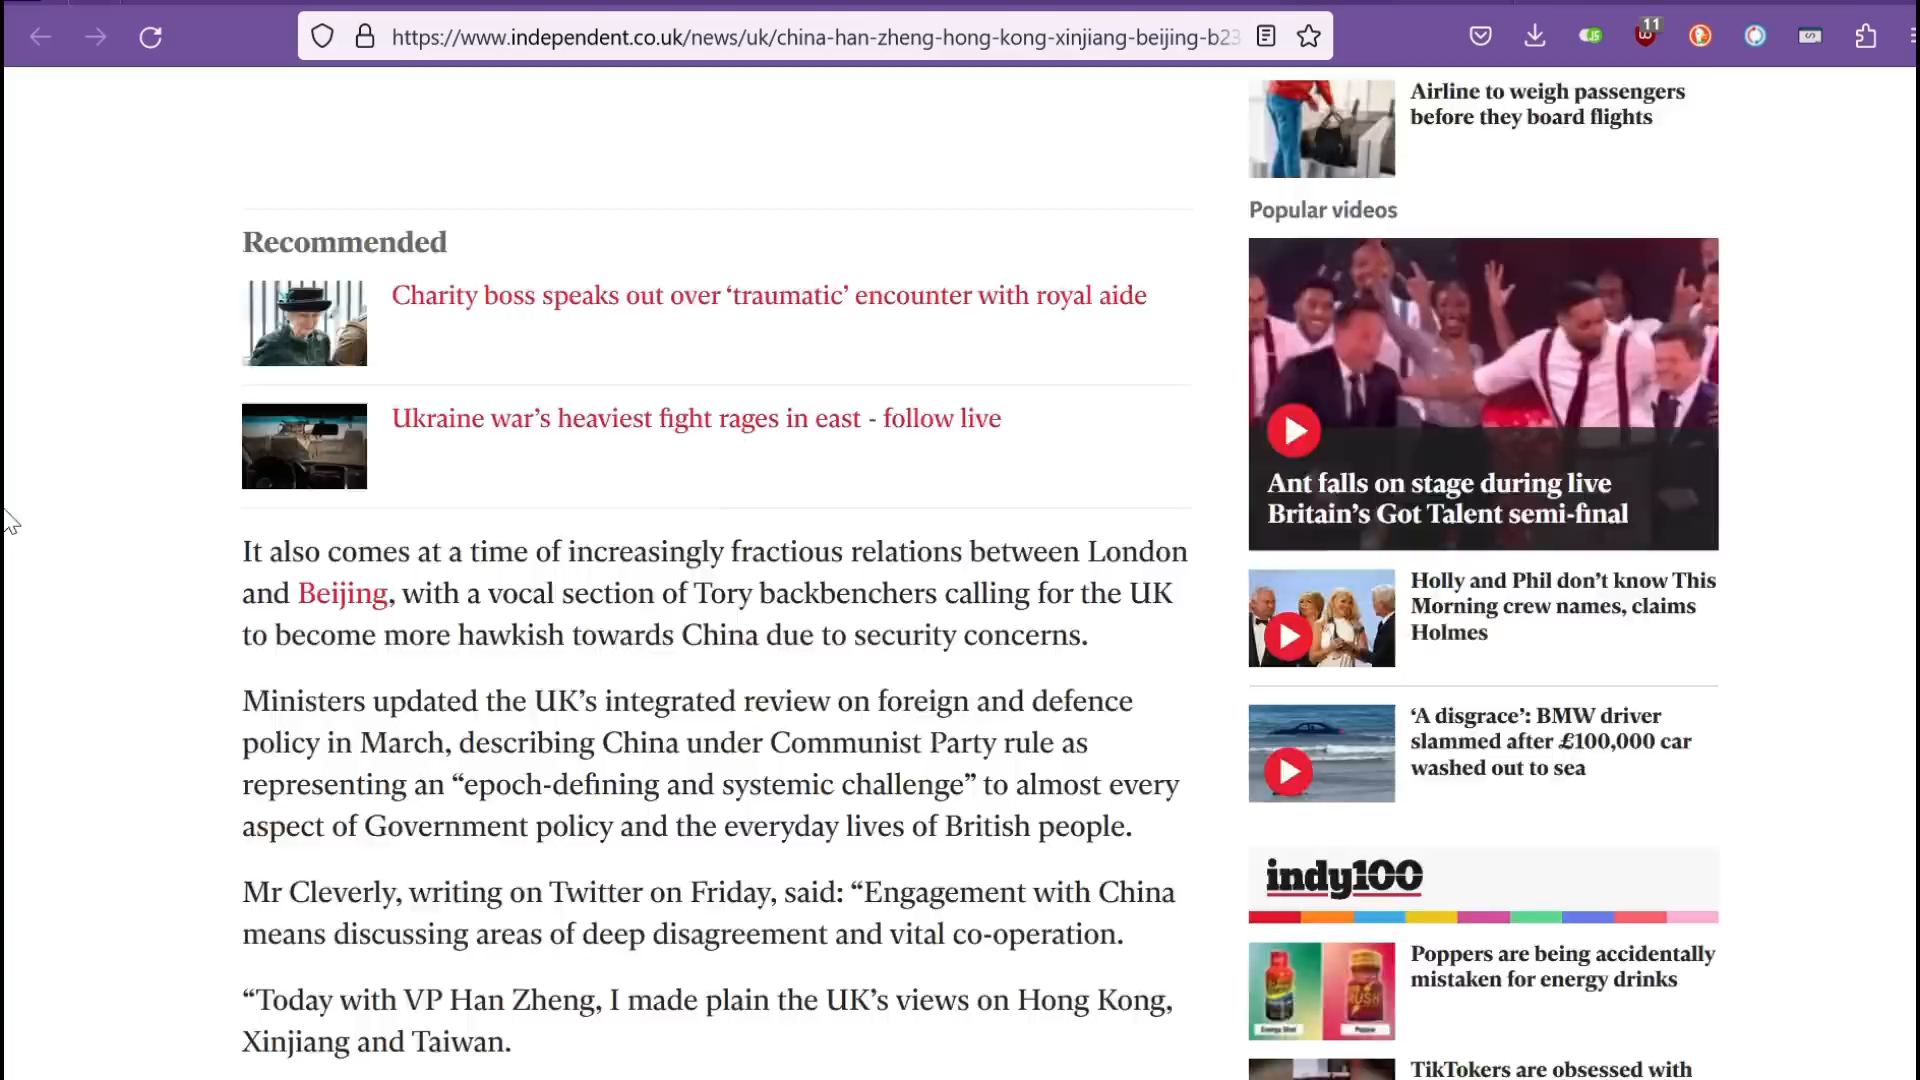 https://www.independent.co.uk/news/uk/china-han-zheng-hong-kong-xinjiang-beijing-b23
11
Airline to weigh passengers
before they board flights
Popular videos
Recommended
Charity boss speaks out over ‘traumatic’ encounter with royal aide
Ukraine war’s heaviest fight rages in east - follow live
Ant falls on stage during live
Britain’s Got Talent semi-final
It also comes at a time of increasingly fractious relations between London
and Beijing, with a vocal section of Tory backbenchers calling for the UK
to become more hawkish towards China due to security concerns.
Ministers updated the UK’s integrated review on foreign and defence
policy in March, describing China under Communist Party rule as
representing an “epoch-defining and systemic challenge” to almost every
aspect of Government policy and the everyday lives of British people.
Mr Cleverly, writing on Twitter on Friday, said: “Engagement with China
means discussing areas of deep disagreement and vital co-operation.
“Today with VP Han Zheng, I made plain the UK’s views on Hong Kong,
Xinjiang and Taiwan.
Holly and Phil don’t know This
Morning crew names, claims
Holmes
‘A disgrace’: BMW driver
slammed after £100,000 car
washed out to sea
indy100
Poppers are being accidentally
mistaken for energy drinks
RUSH
Energy Shot
Popper
TikTokers are obsessed with